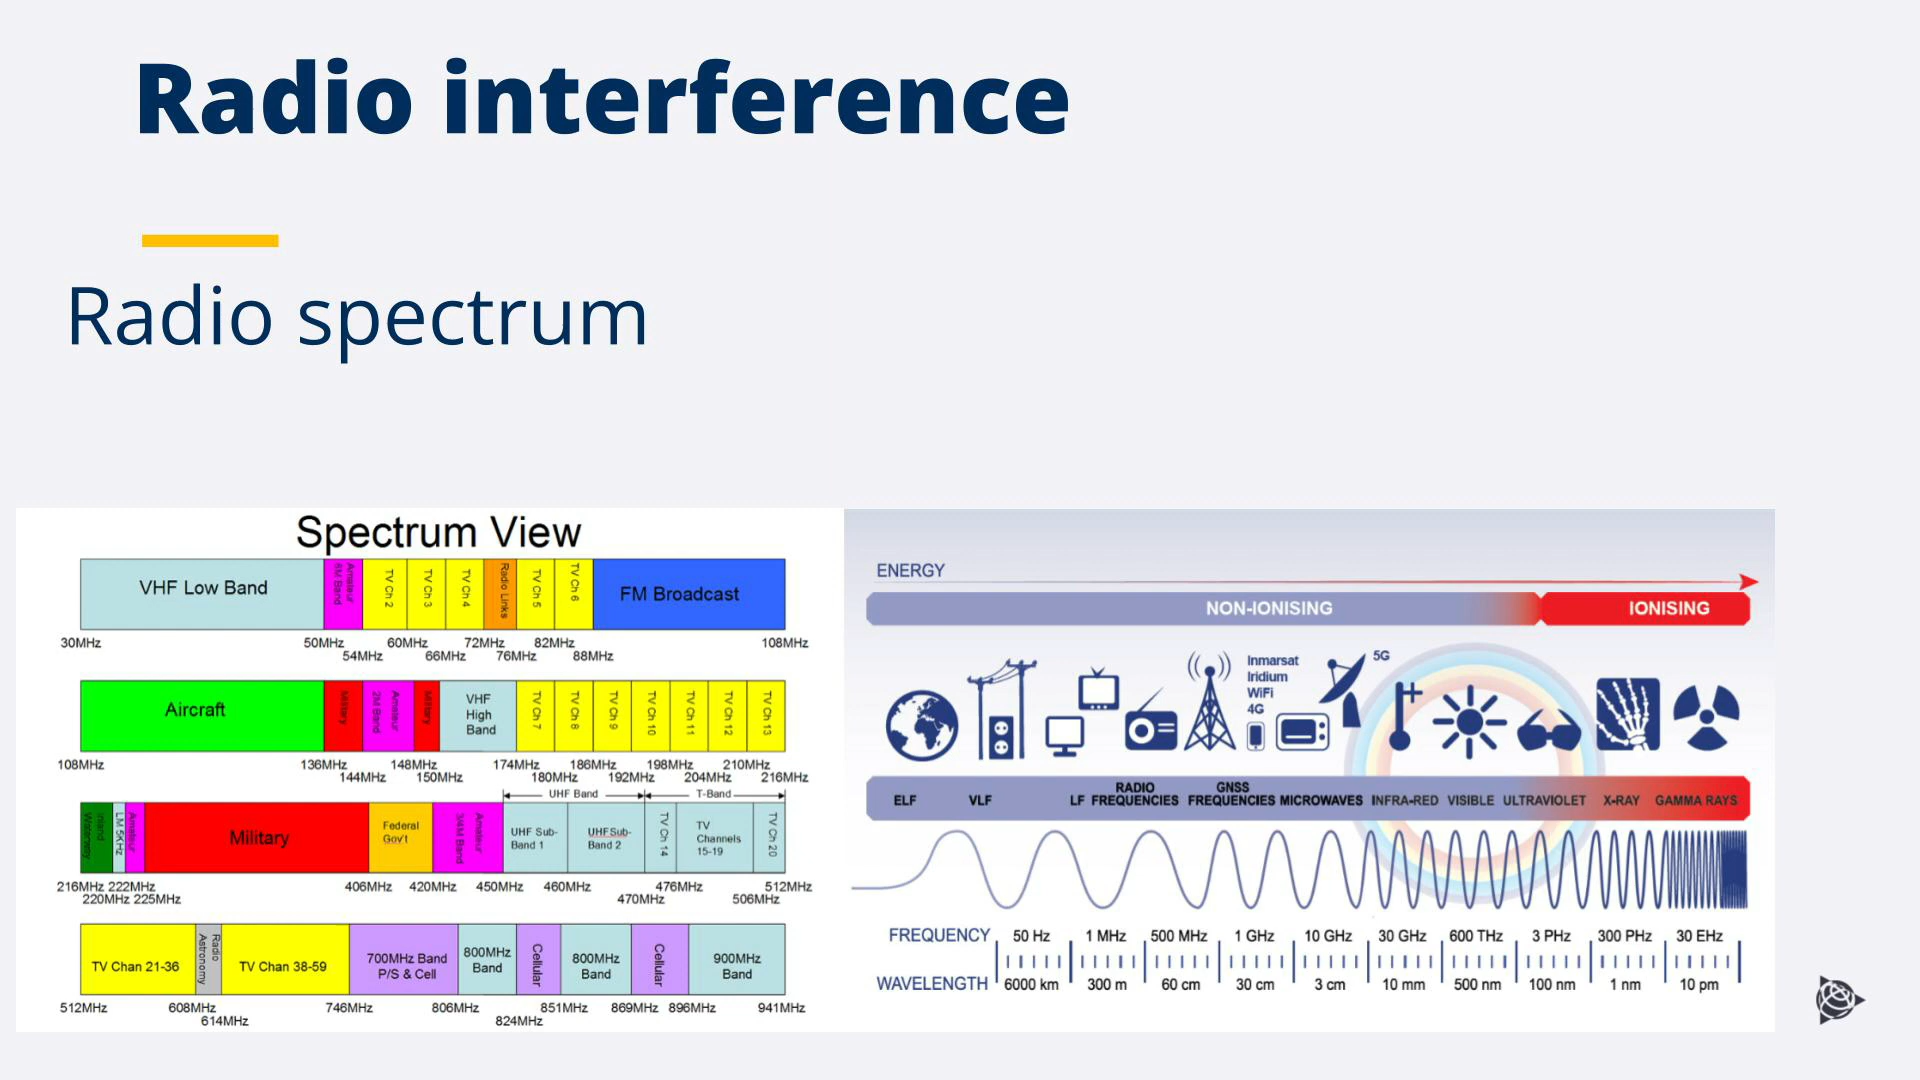 Radio interference
Radio spectrum
Spectrum View
VHF Low Band
Amateur
6M Band
TV Ch 2
TV Ch 3
TV Ch 4
Radio Links
TV Ch 5
TV Ch 6
FM Broadcast
30MHz 50MHz 60MHz 72MHz 82MHz 108MHz
54MHz 66MHz 76MHz 88MHz
Aircraft
Military
Amateur
2M Band
Military
VHF
High
Band
TV Ch 7
TV Ch 8
TV Ch 9
TV Ch 10
TV Ch 11
TV Ch 12
TV Ch 13
108MHz 136MHz 148MHz 174MHz 186MHz 198MHz 210MHz
144MHz 150MHz 180MHz 192MHz 204MHz 216MHz
UHF Band T-Band
Inland
Waterway
LM 5KHz
Amateur
Military
Federal
Gov't
Amateur
3/4M Band
UHF Sub-
Band 1
UHFSub-
Band 2
TV Ch 14
TV
Channels
15-19
TV Ch 20
216MHz 222MHz 406MHz 420MHz 450MHz 460MHz 476MHz 512MHz
220MHz 225MHz 470MHz 506MHz
TV Chan 21-36
Radio
Astronomy
TV Chan 38-59
700MHz Band
P/S & Cell
800MHz
Band
Cellular
800MHz
Band
Cellular
900MHz
Band
512MHz 608MHz 746MHz 806MHz 851MHz 869MHz 896MHz 941MHz
614MHz 824MHz
ENERGY
NON-IONISING IONISING
Inmarsat
Iridium
WiFi
4G
5G
ELF VLF LF RADIO FREQUENCIES GNSS FREQUENCIES MICROWAVES INFRA-RED VISIBLE ULTRAVIOLET X-RAY GAMMA RAYS
FREQUENCY 50 Hz 1 MHz 500 MHz 1 GHz 10 GHz 30 GHz 600 THz 3 PHz 300 PHz 30 EHz
WAVELENGTH 6000 km 300 m 60 cm 30 cm 3 cm 10 mm 500 nm 100 nm 1 nm 10 pm